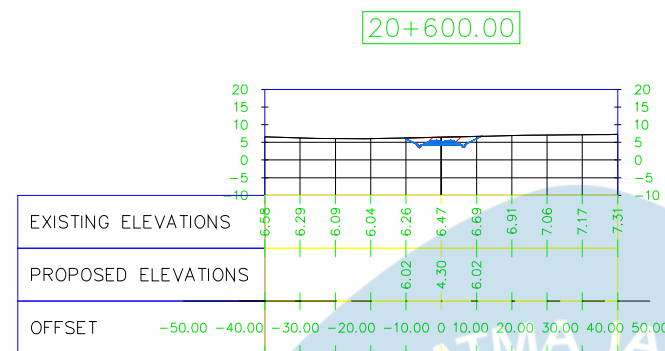 20+600.00
20 20
15 15
10 10
5 5
0 0
-5 -5
-10 -10
EXISTING ELEVATIONS 6.58 6.29 6.09 6.04 6.26 6.47 6.69 6.91 7.06 7.17 7.31
PROPOSED ELEVATIONS 6.02 4.30 6.02
OFFSET -50.00 -40.00 -30.00 -20.00 -10.00 0 10.00 20.00 30.00 40.00 50.00
ATMA JA